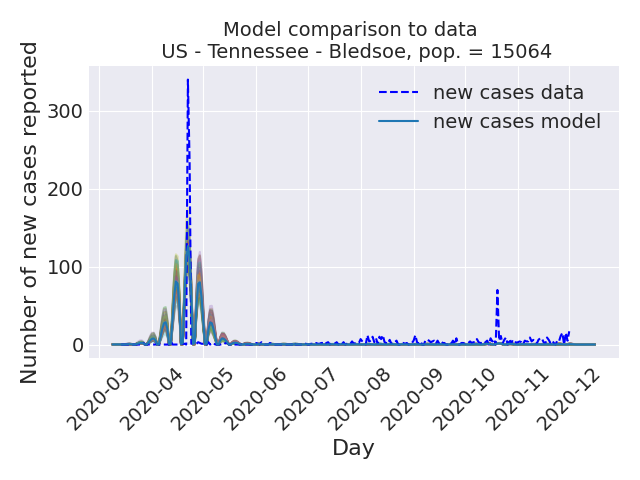 Model comparison to data
US - Tennessee - Bledsoe, pop. = 15064
Number of new cases reported
300
200
100
0
new cases data
new cases model
2020-03
2020-04
2020-05
2020-06
2020-07
2020-08
2020-09
2020-10
2020-11
2020-12
Day